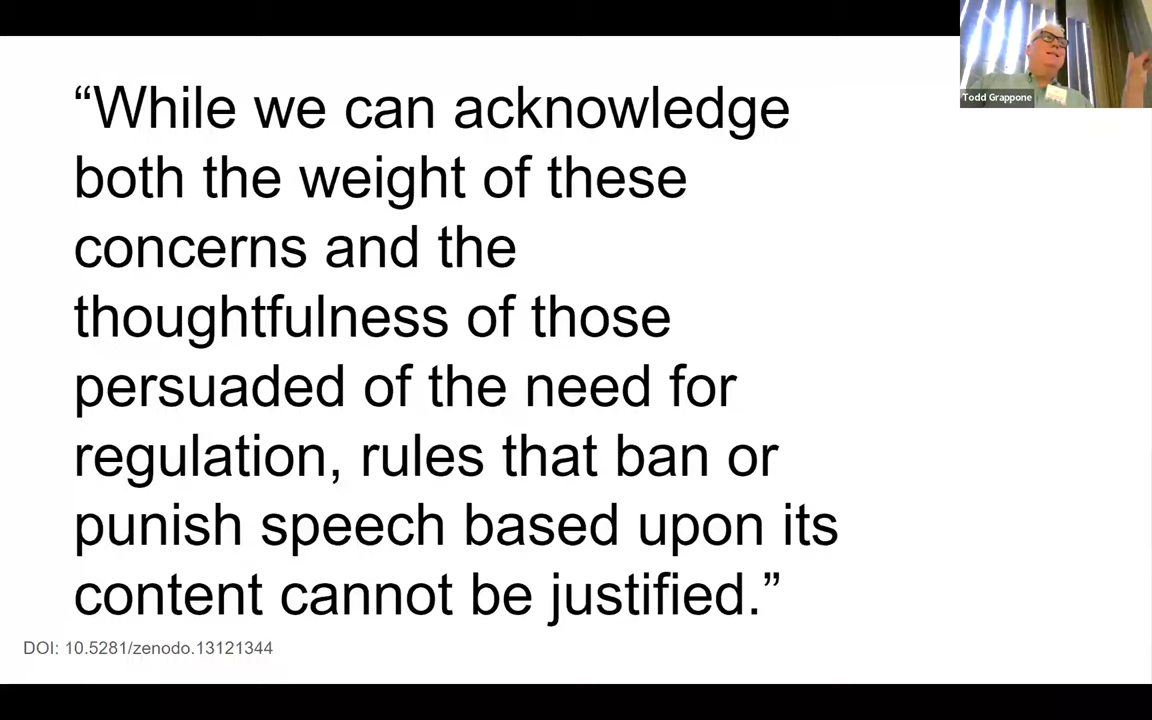 “While we can acknowledge
both the weight of these
concerns and the
thoughtfulness of those
persuaded of the need for
regulation, rules that ban or
punish speech based upon its
content cannot be justified.”
DOI: 10.5281/zenodo.13121344
Todd Grappone